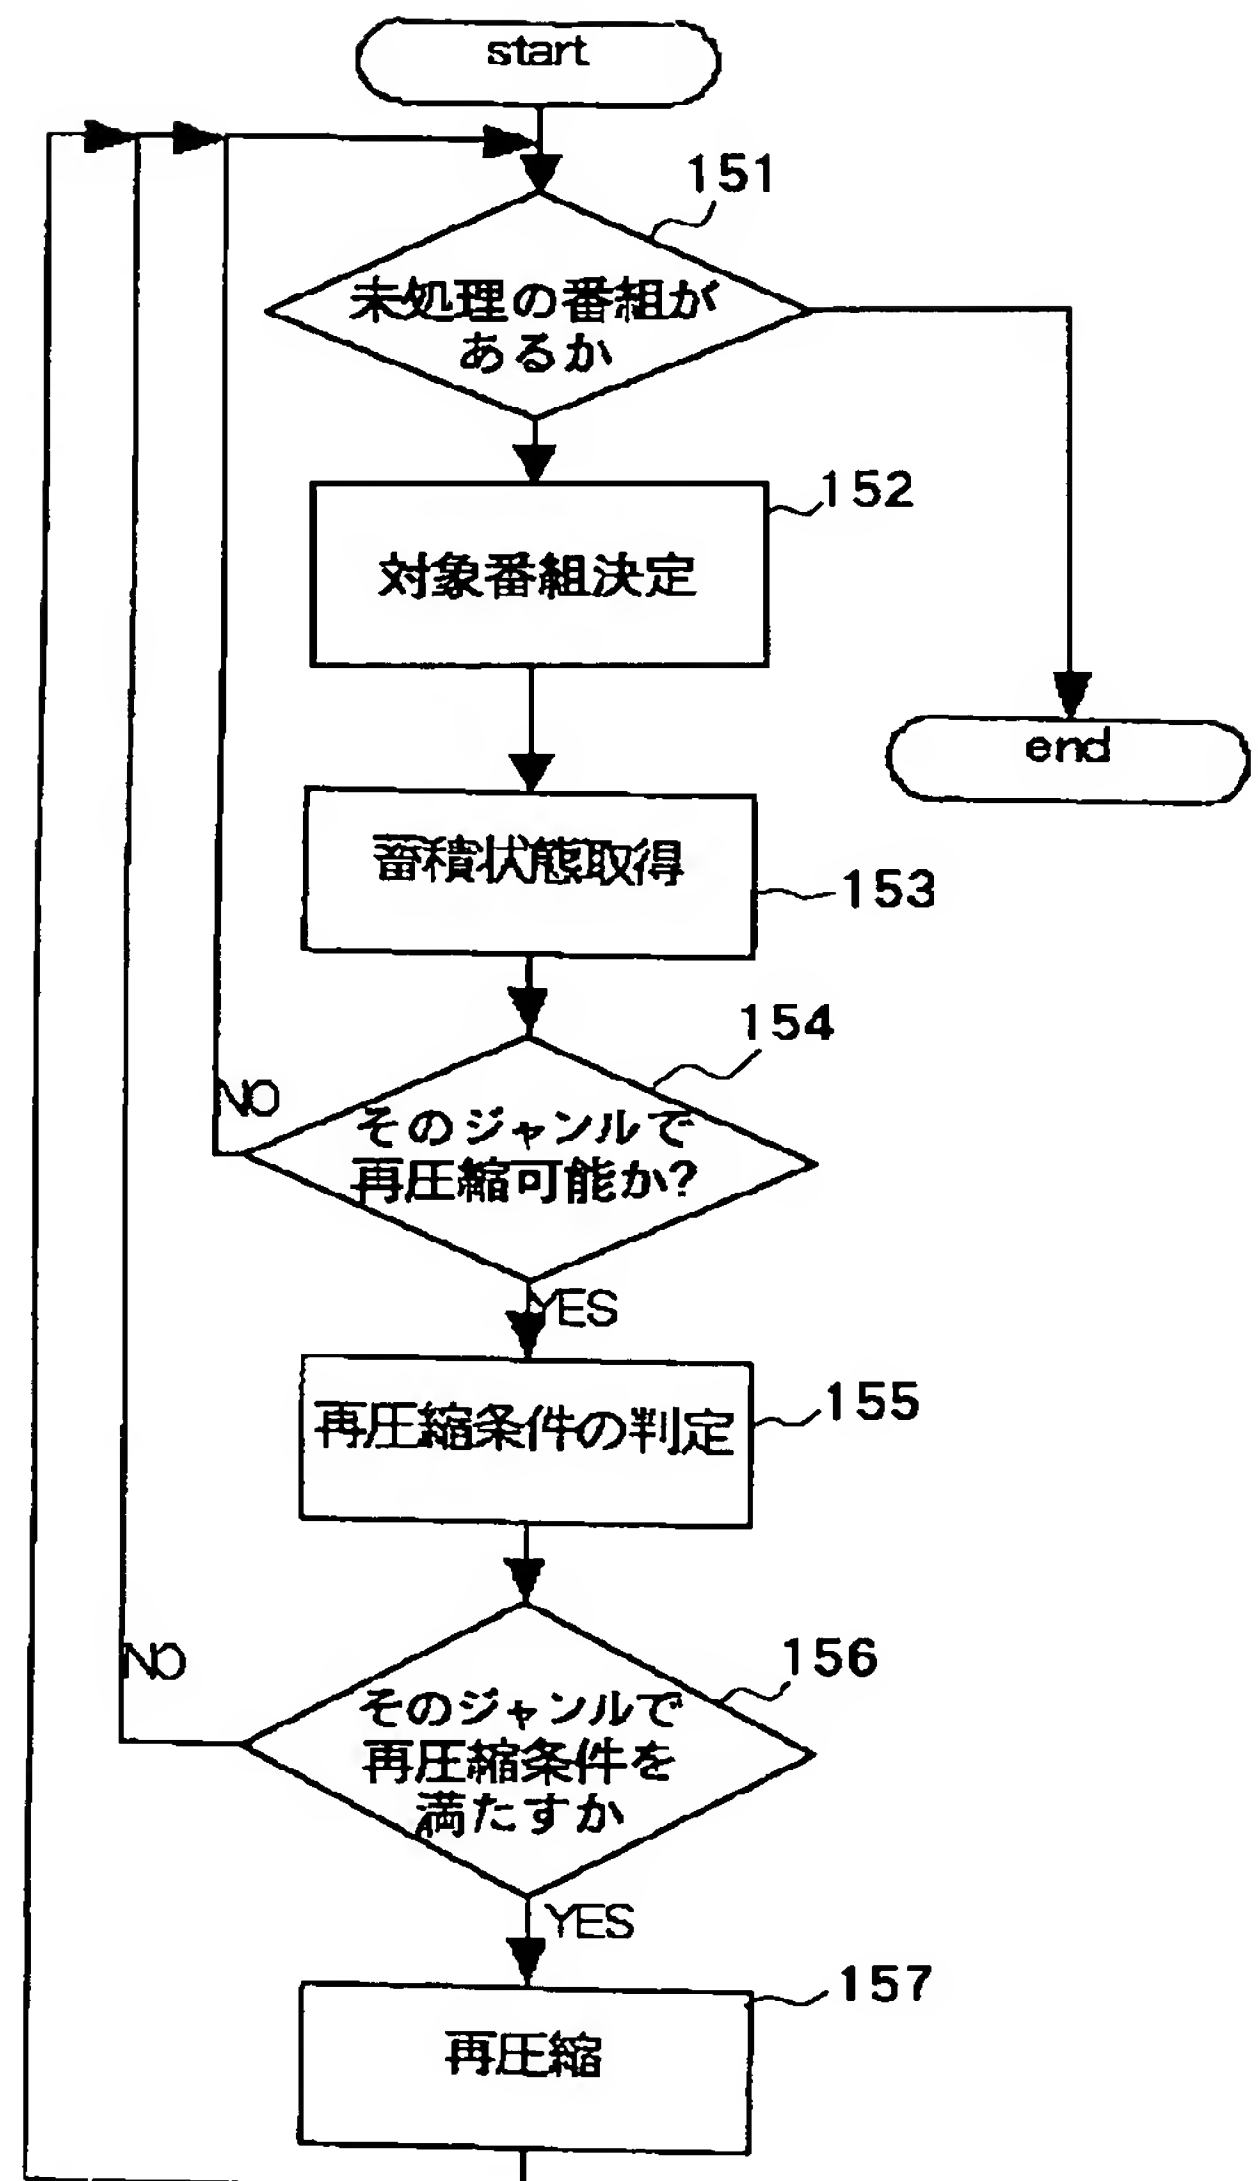 start
151
未処理の番組が
あるか
152
対象番組決定
end
蓄積状態取得
153
154
NO
そのジャンルで
再圧縮可能か?
YES
155
再圧縮条件の判定
NO
156
そのジャンルで
再圧縮条件を
満たすか
YES
157
再圧縮